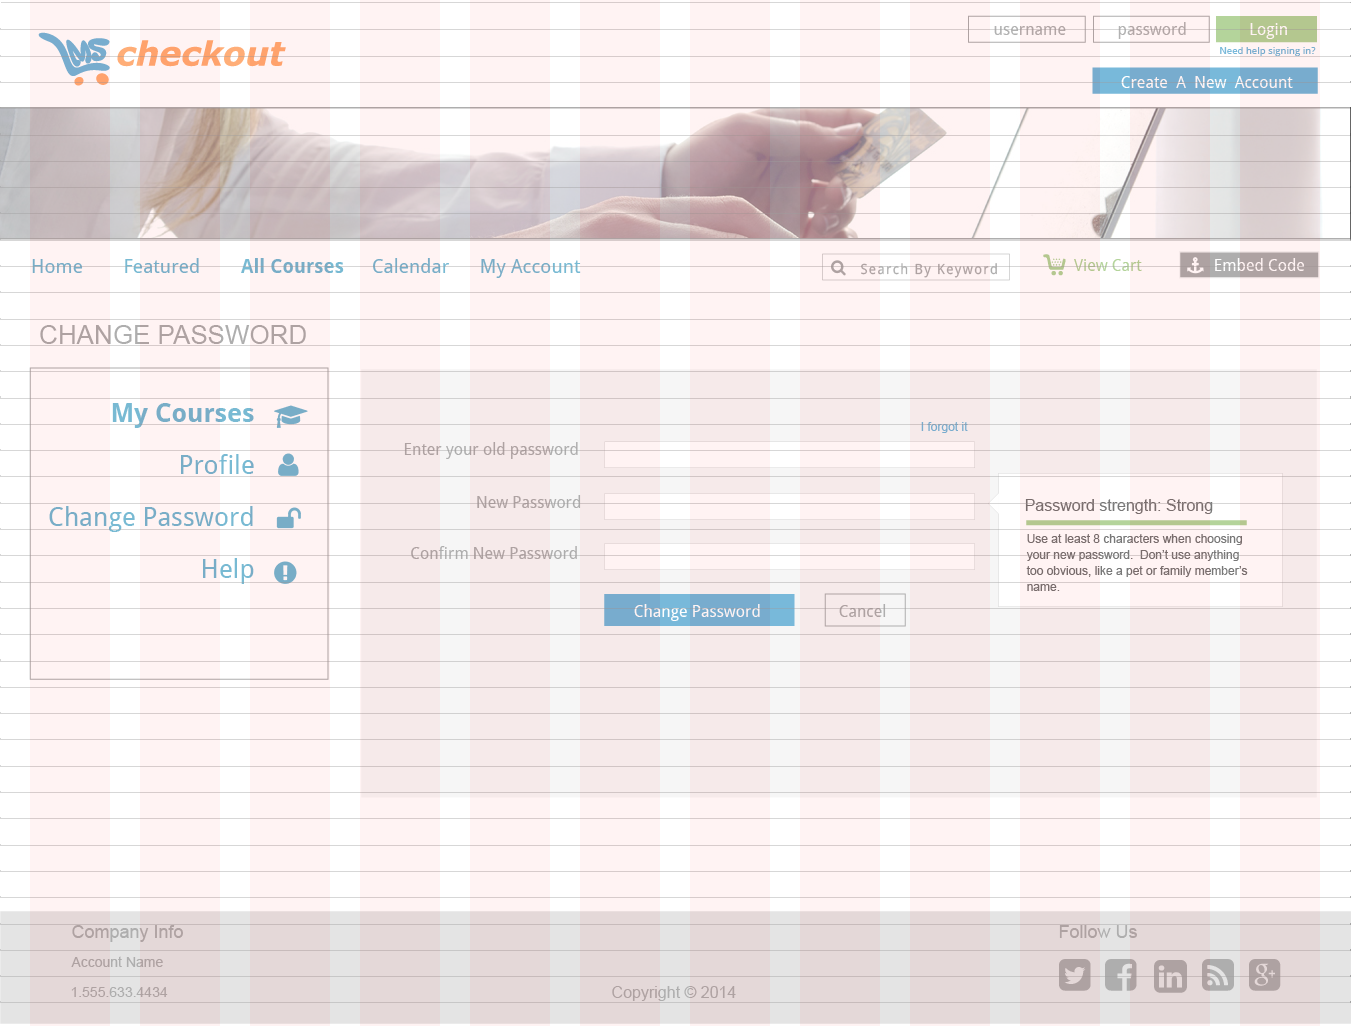 username password Login
Need help signing in?
LMS checkout
Create A New Account
Home Featured All Courses Calendar My Account Search By Keyword View Cart Embed Code
CHANGE PASSWORD
My Courses
Profile
Change Password
Help
I forgot it
Enter your old password
New Password
Confirm New Password
Change Password Cancel
Password strength: Strong
Use at least 8 characters when choosing
your new password. Don't use anything
too obvious, like a pet or family member's
name.
Company Info
Account Name
1.555.633.4434
Copyright © 2014
Follow Us